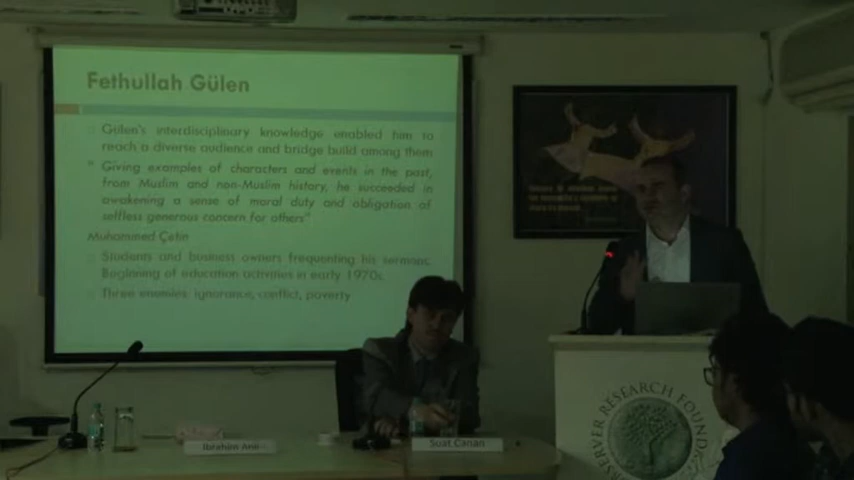 Fethullah Gülen
Gülen's interdisciplinary knowledge enabled him to
reach a diverse audience and bridge build among them
" Giving examples of characters and events in the past,
from Muslim and non-Muslim history, he succeeded in
awakening a sense of moral duty and obligation of
selfless generous concern for others"
Muhammed Çetin
Students and business owners frequenting his sermons.
Beginning of education activities in early 1970s.
Three enemies: ignorance, conflict, poverty
Ibrahim Anli
Suat Canan
OBSERVER RESEARCH FOUND